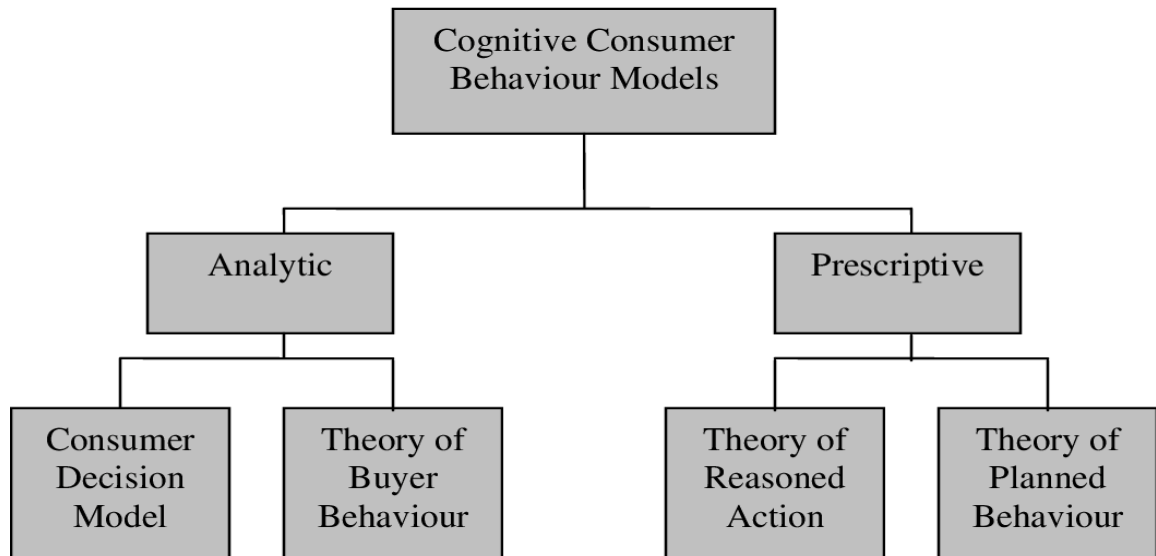 Cognitive Consumer
Behaviour Models
Analytic
Prescriptive
Consumer
Decision
Model
Theory of
Buyer
Behaviour
Theory of
Reasoned
Action
Theory of
Planned
Behaviour